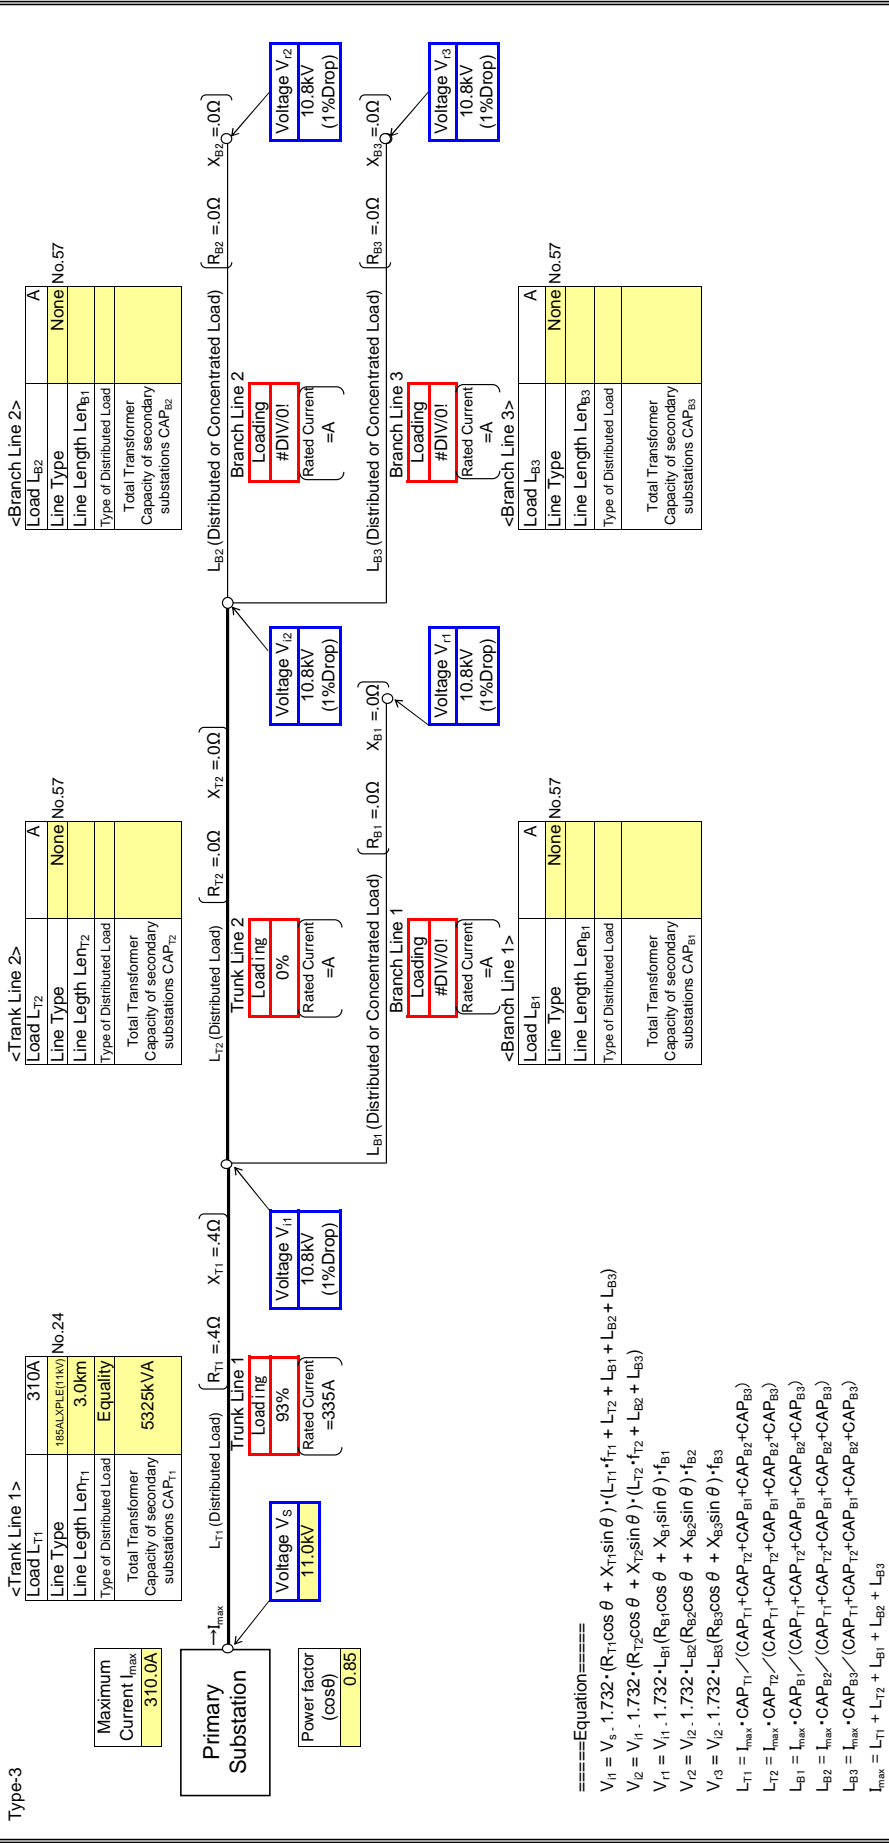 Type-3
Maximum
Current Imax
310.0A
Primary
Substation
Power factor
(cosθ)
0.85
→Imax
Voltage VS
11.0kV
<Trank Line 1>
Load LT1 310A
Line Type 185ALXPLE(11kV) No.24
Line Legth LenT1 3.0km
Type of Distributed Load Equality
Total Transformer
Capacity of secondary
substations CAPT1
5325kVA
LT1 (Distributed Load)
RT1 =.4Ω XT1 =.4Ω
Trunk Line 1
Loading
93%
Rated Current
=335A
Voltage Vi1
10.8kV
(1%Drop)
<Trank Line 2>
Load LT2 A
Line Type None No.57
Line Legth LenT2
Type of Distributed Load
Total Transformer
Capacity of secondary
substations CAPT2
LT2 (Distributed Load)
RT2 =.0Ω XT2 =.0Ω
Trunk Line 2
Loading
0%
Rated Current
=A
Voltage Vi2
10.8kV
(1%Drop)
LB1 (Distributed or Concentrated Load)
RB1 =.0Ω XB1 =.0Ω
Branch Line 1
Loading
#DIV/0!
Rated Current
=A
Voltage Vr1
10.8kV
(1%Drop)
<Branch Line 1>
Load LB1 A
Line Type None No.57
Line Length LenB1
Type of Distributed Load
Total Transformer
Capacity of secondary
substations CAPB1
<Branch Line 2>
Load LB2 A
Line Type None No.57
Line Length LenB1
Type of Distributed Load
Total Transformer
Capacity of secondary
substations CAPB2
LB2 (Distributed or Concentrated Load)
RB2 =.0Ω XB2 =.0Ω
Branch Line 2
Loading
#DIV/0!
Rated Current
=A
Voltage Vr2
10.8kV
(1%Drop)
LB3 (Distributed or Concentrated Load)
RB3 =.0Ω XB3 =.0Ω
Branch Line 3
Loading
#DIV/0!
Rated Current
=A
Voltage Vr3
10.8kV
(1%Drop)
<Branch Line 3>
Load LB3 A
Line Type None No.57
Line Length LenB3
Type of Distributed Load
Total Transformer
Capacity of secondary
substations CAPB3
=====Equation=====
Vi1 = Vs - 1.732・(RT1cos θ + XT1sin θ)・(LT1・fT1 + LT2 + LB1 + LB2 + LB3)
Vi2 = Vi1 - 1.732・(RT2cos θ + XT2sin θ)・(LT2・fT2 + LB2 + LB3)
Vr1 = Vi1 - 1.732・LB1(RB1cos θ + XB1sin θ)・fB1
Vr2 = Vi2 - 1.732・LB2(RB2cos θ + XB2sin θ)・fB2
Vr3 = Vi2 - 1.732・LB3(RB3cos θ + XB3sin θ)・fB3
LT1 = Imax・CAPT1／(CAPT1+CAPT2+CAPB1+CAPB2+CAPB3)
LT2 = Imax・CAPT2／(CAPT1+CAPT2+CAPB1+CAPB2+CAPB3)
LB1 = Imax・CAPB1／(CAPT1+CAPT2+CAPB1+CAPB2+CAPB3)
LB2 = Imax・CAPB2／(CAPT1+CAPT2+CAPB1+CAPB2+CAPB3)
LB3 = Imax・CAPB3／(CAPT1+CAPT2+CAPB1+CAPB2+CAPB3)
Imax = LT1 + LT2 + LB1 + LB2 + LB3